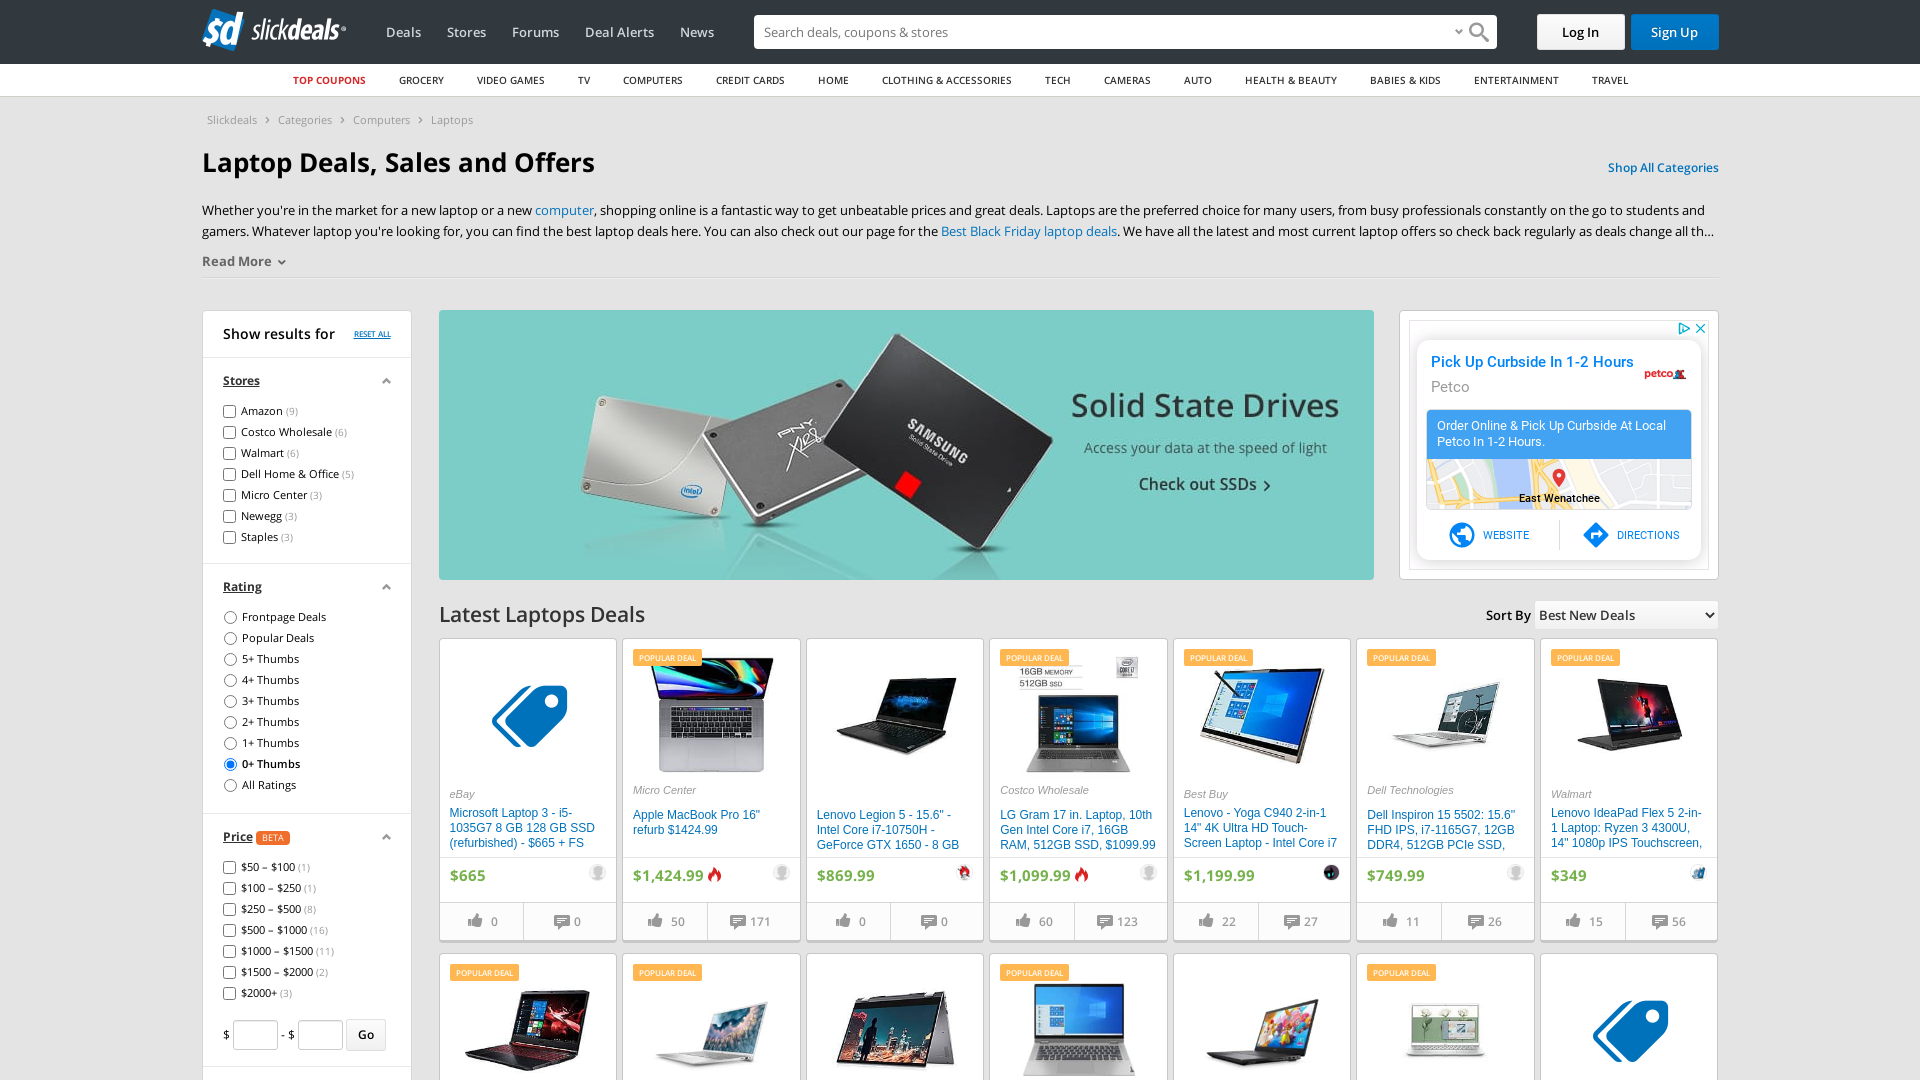 sd slickdeals
Deals
Stores
Forums
Deal Alerts
News
Search deals, coupons & stores
Log In
Sign Up
TOP COUPONS
GROCERY
VIDEO GAMES
TV
COMPUTERS
CREDIT CARDS
HOME
CLOTHING & ACCESSORIES
TECH
CAMERAS
AUTO
HEALTH & BEAUTY
BABIES & KIDS
ENTERTAINMENT
TRAVEL
Slickdeals > Categories > Computers > Laptops
Laptop Deals, Sales and Offers
Shop All Categories
Whether you're in the market for a new laptop or a new computer, shopping online is a fantastic way to get unbeatable prices and great deals. Laptops are the preferred choice for many users, from busy professionals constantly on the go to students and
gamers. Whatever laptop you're looking for, you can find the best laptop deals here. You can also check out our page for the Best Black Friday laptop deals. We have all the latest and most current laptop offers so check back regularly as deals change all th...
Read More
Show results for
RESET ALL
Stores
Amazon (9)
Costco Wholesale (6)
Walmart (6)
Dell Home & Office (5)
Micro Center (3)
Newegg (3)
Staples (3)
Rating
Frontpage Deals
Popular Deals
5+ Thumbs
4+ Thumbs
3+ Thumbs
2+ Thumbs
1+ Thumbs
0+ Thumbs
All Ratings
Price BETA
$50 – $100 (1)
$100 – $250 (1)
$250 – $500 (8)
$500 – $1000 (16)
$1000 – $1500 (11)
$1500 – $2000 (2)
$2000+ (3)
$ - $ Go
intel
PNY
XLR8
SAMSUNG
Solid State Drive
Solid State Drives
Access your data at the speed of light
Check out SSDs >
Pick Up Curbside In 1-2 Hours
Petco
petco
Order Online & Pick Up Curbside At Local
Petco In 1-2 Hours.
East Wenatchee
WEBSITE
DIRECTIONS
Latest Laptops Deals
Sort By Best New Deals
eBay
Microsoft Laptop 3 - i5-
1035G7 8 GB 128 GB SSD
(refurbished) - $665 + FS
$665
0
0
POPULAR DEAL
Micro Center
Apple MacBook Pro 16"
refurb $1424.99
$1,424.99
50
171
Lenovo Legion 5 - 15.6" -
Intel Core i7-10750H -
GeForce GTX 1650 - 8 GB
$869.99
0
0
POPULAR DEAL
16GB MEMORY
512GB SSD
Costco Wholesale
LG Gram 17 in. Laptop, 10th
Gen Intel Core i7, 16GB
RAM, 512GB SSD, $1099.99
$1,099.99
60
123
POPULAR DEAL
Best Buy
Lenovo - Yoga C940 2-in-1
14" 4K Ultra HD Touch-
Screen Laptop - Intel Core i7
$1,199.99
22
27
POPULAR DEAL
Dell Technologies
Dell Inspiron 15 5502: 15.6"
FHD IPS, i7-1165G7, 12GB
DDR4, 512GB PCIe SSD,
$749.99
11
26
POPULAR DEAL
Walmart
Lenovo IdeaPad Flex 5 2-in-
1 Laptop: Ryzen 3 4300U,
14" 1080p IPS Touchscreen,
$349
15
56
POPULAR DEAL
POPULAR DEAL
POPULAR DEAL
POPULAR DEAL